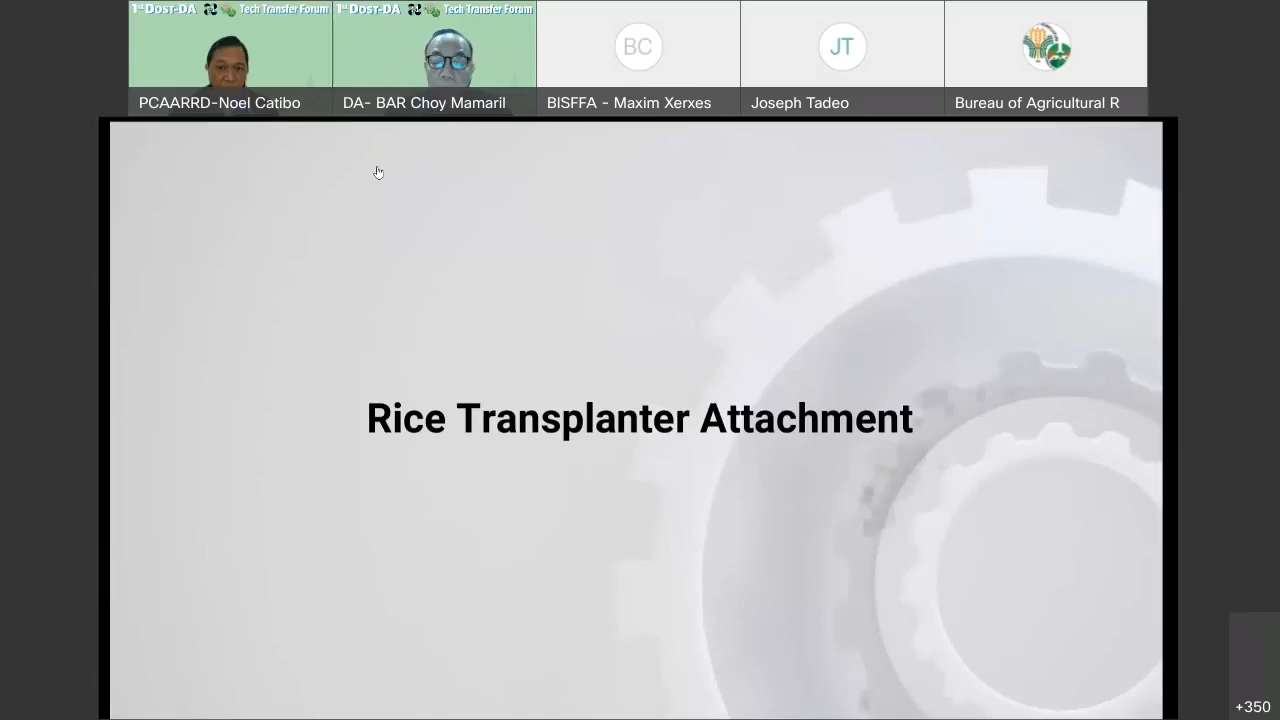 1st DOST-DA Tech Transfer Forum
1st DOST-DA Tech Transfer Forum
BC
JT
PCAARRD-Noel Catibo
DA- BAR Choy Mamaril
BISFFA - Maxim Xerxes
Joseph Tadeo
Bureau of Agricultural R
Rice Transplanter Attachment
+350